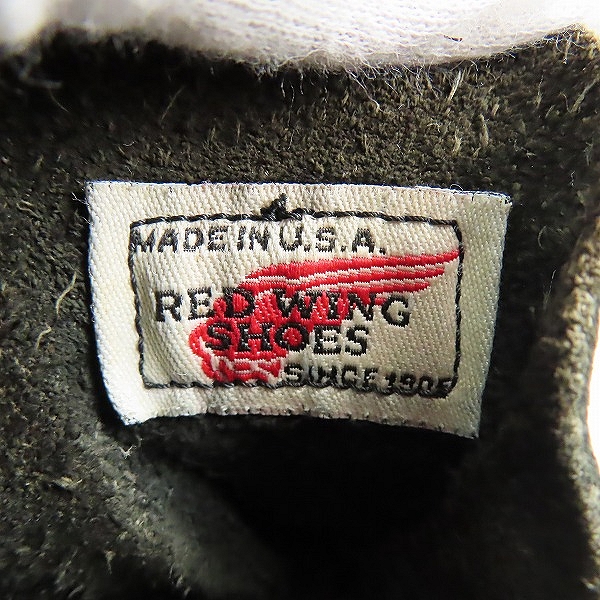 MADE IN U.S.A.
RED WING
SHOES
SINCE 1905